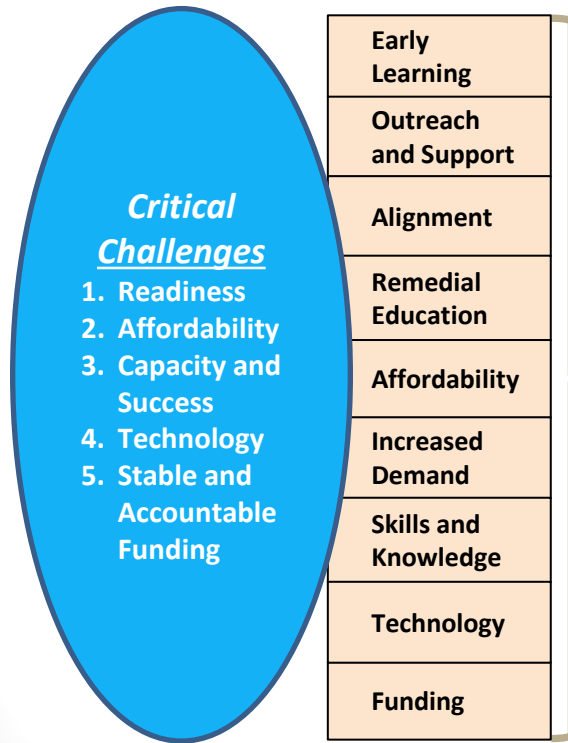 Critical
Challenges
1. Readiness
2. Affordability
3. Capacity and
Success
4. Technology
5. Stable and
Accountable
Funding
Early
Learning
Outreach
and Support
Alignment
Remedial
Education
Affordability
Increased
Demand
Skills and
Knowledge
Technology
Funding